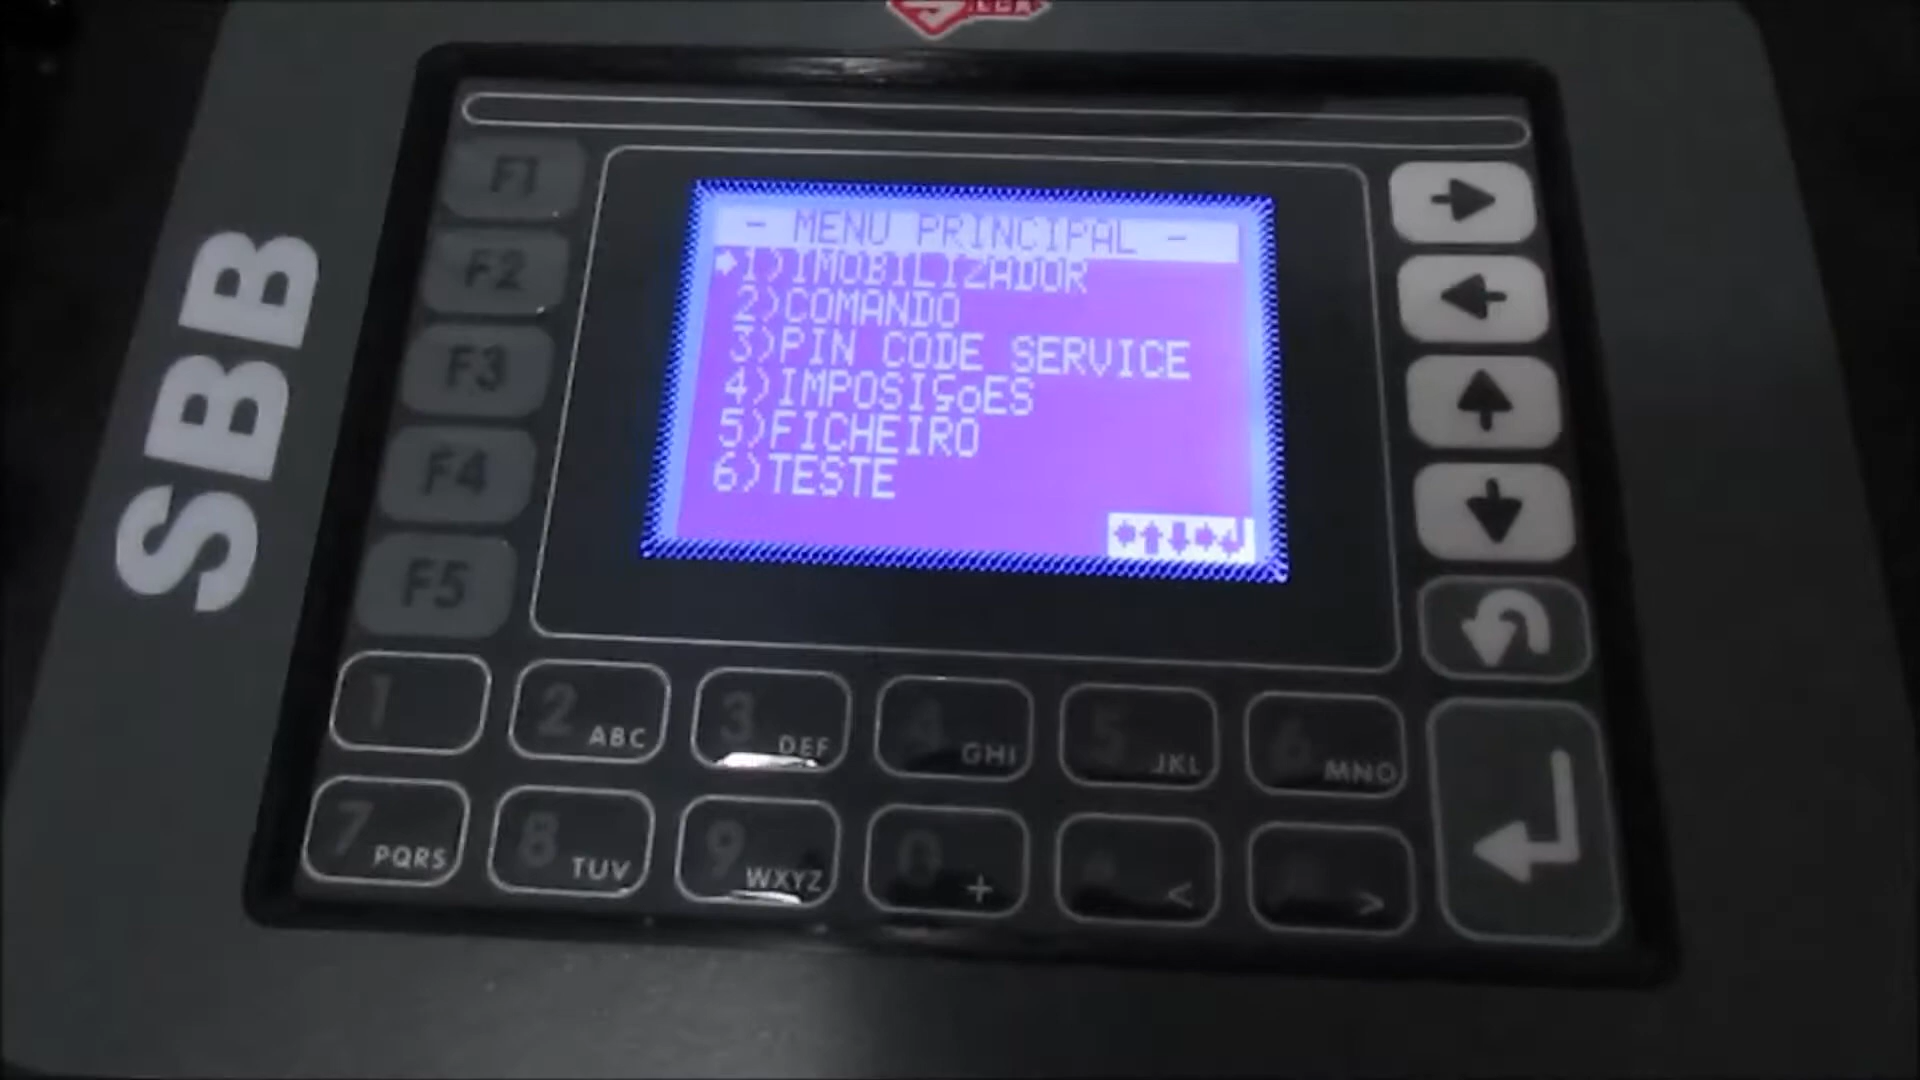 SBB
F1
F2
F3
F4
F5
- MENU PRINCIPAL -
1)IMOBILIZADOR
2)COMANDO
3)PIN CODE SERVICE
4)IMPOSIÇoES
5)FICHEIRO
6)TESTE
1
2 ABC
3 DEF
4 GHI
5 JKL
6 MNO
7 PQRS
8 TUV
9 WXYZ
0 +
<
>